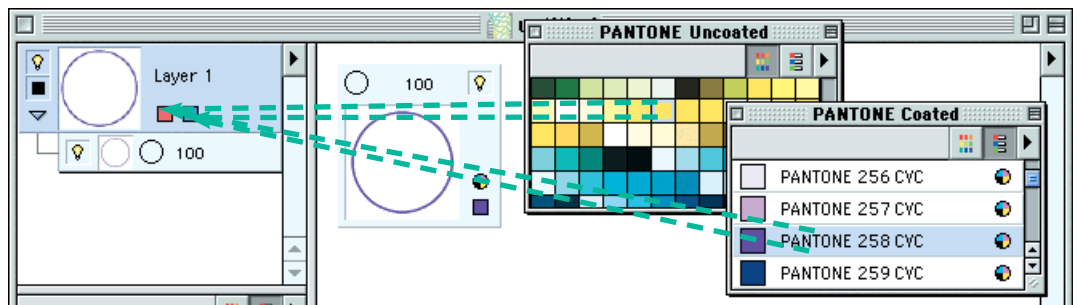 PANTONE Uncoated
Layer 1
100
100
PANTONE Coated
PANTONE 256 CVC
PANTONE 257 CVC
PANTONE 258 CVC
PANTONE 259 CVC